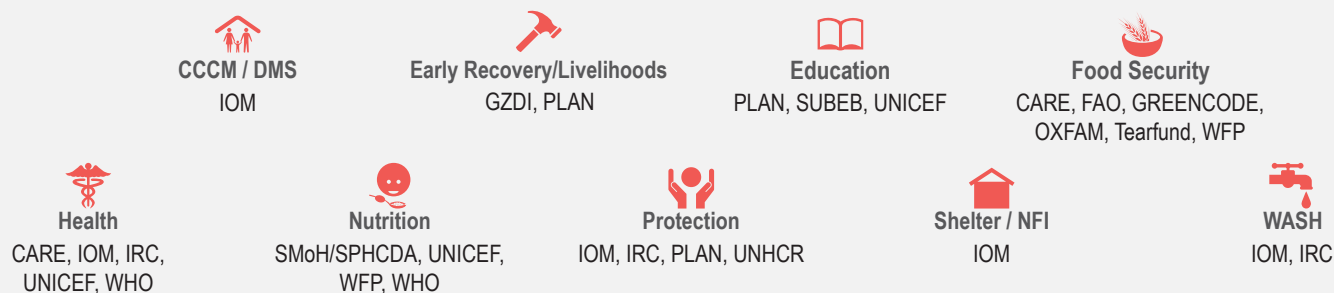 CCCM / DMS
IOM
Early Recovery/Livelihoods
GZDI, PLAN
Education
PLAN, SUBEB, UNICEF
Food Security
CARE, FAO, GREENCODE,
OXFAM, Tearfund, WFP
Health
CARE, IOM, IRC,
UNICEF, WHO
Nutrition
SMoH/SPHCDA, UNICEF,
WFP, WHO
Protection
IOM, IRC, PLAN, UNHCR
Shelter / NFI
IOM
WASH
IOM, IRC